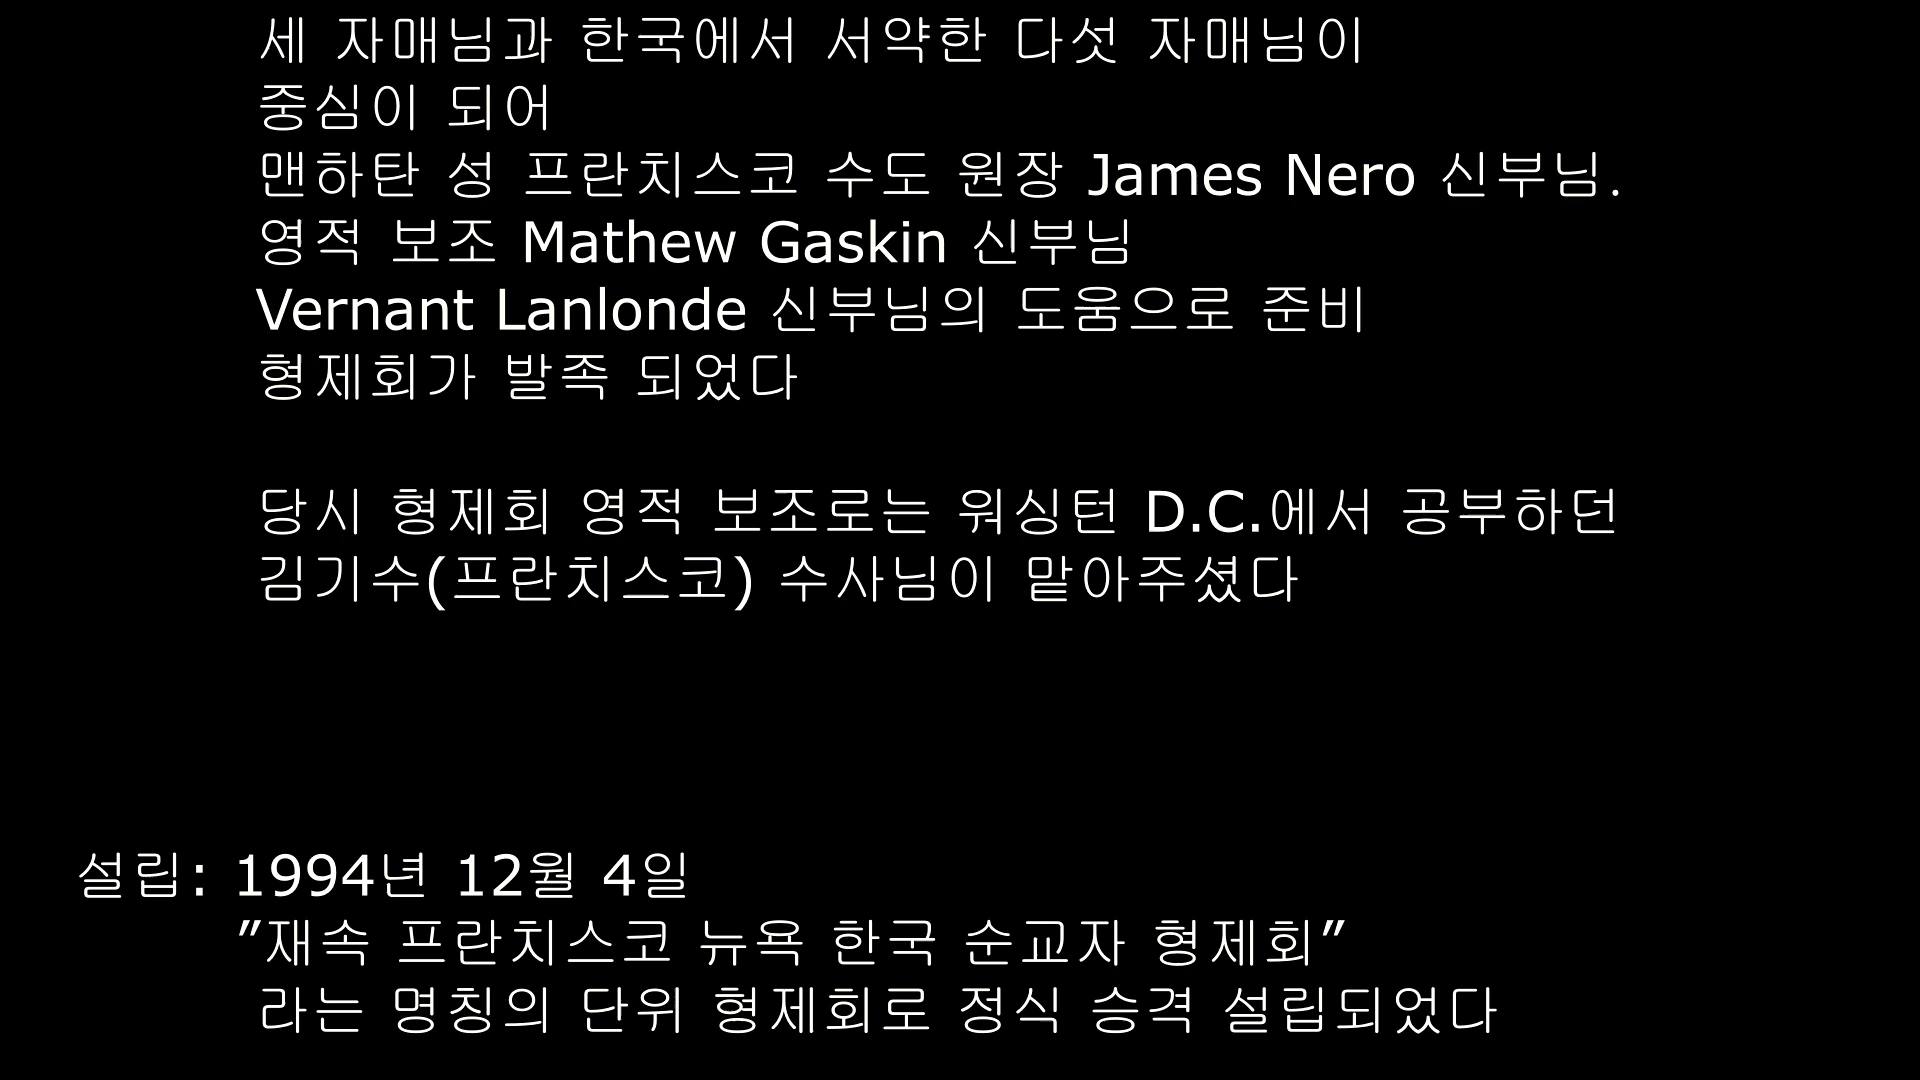 세 자매님과 한국에서 서약한 다섯 자매님이
중심이 되어
맨하탄 성 프란치스코 수도 원장 James Nero 신부님.
영적 보조 Mathew Gaskin 신부님
Vernant Lanlonde 신부님의 도움으로 준비
형제회가 발족 되었다
당시 형제회 영적 보조로는 워싱턴 D.C.에서 공부하던
김기수(프란치스코) 수사님이 맡아주셨다
설립: 1994년 12월 4일
”재속 프란치스코 뉴욕 한국 순교자 형제회”
라는 명칭의 단위 형제회로 정식 승격 설립되었다